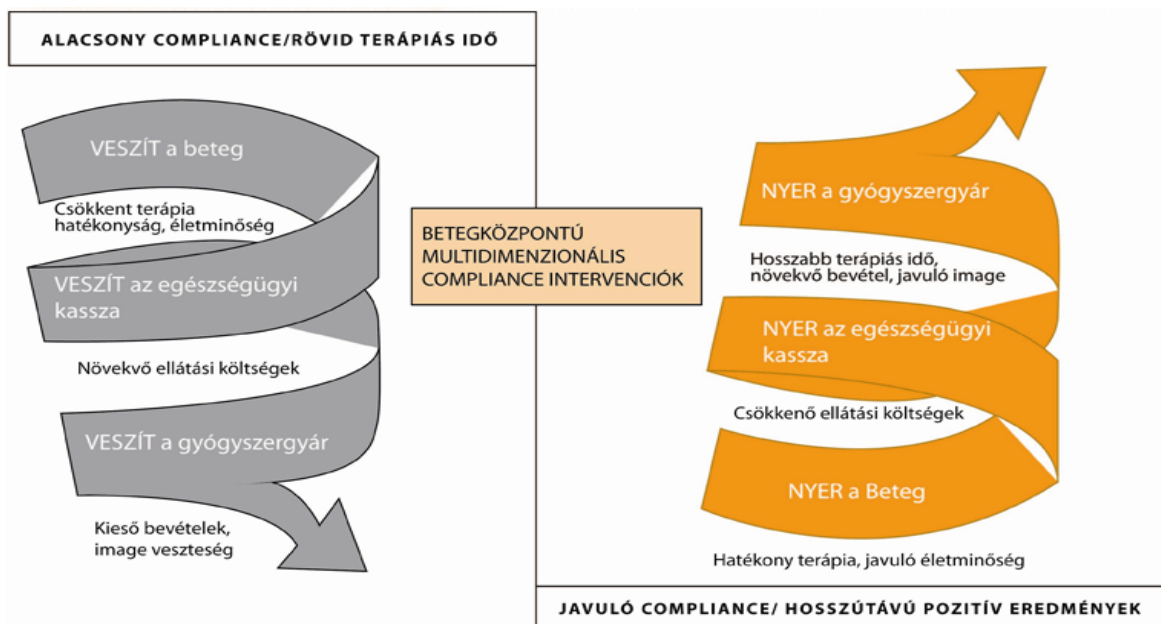 ALACSONY COMPLIANCE/RÖVID TERÁPIÁS IDŐ
VESZÍT a beteg
Csökkent terápia
hatékonyság, életminőség
VESZÍT az egészségügyi
kassza
Növekvő ellátási költségek
VESZÍT a gyógyszergyár
Kieső bevételek,
image veszteség
BETEGKÖZPONTÚ
MULTIDIMENZIONÁLIS
COMPLIANCE INTERVENCIÓK
NYER a gyógyszergyár
Hosszabb terápiás idő,
növekvő bevétel, javuló image
NYER az egészségügyi
kassza
Csökkenő ellátási költségek
NYER a Beteg
Hatékony terápia, javuló életminőség
JAVULÓ COMPLIANCE/ HOSSZÚTÁVÚ POZITÍV EREDMÉNYEK